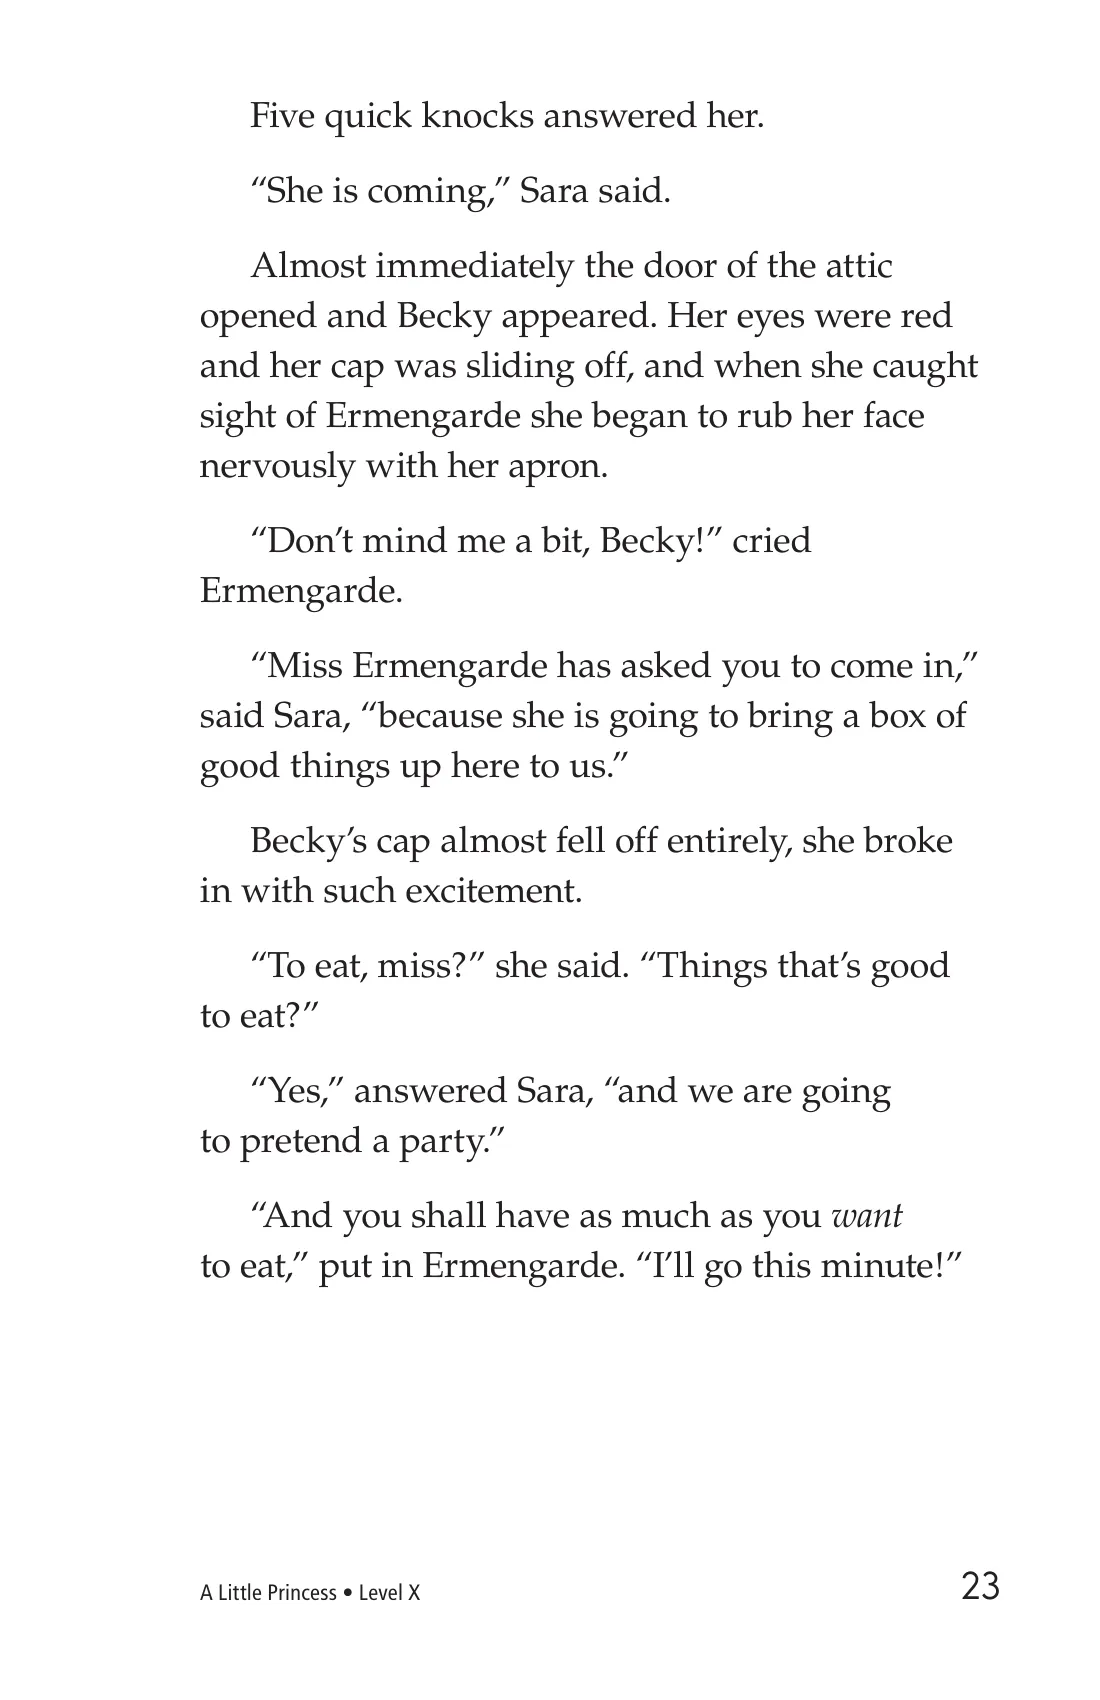 Five quick knocks answered her.
“She is coming,” Sara said.
Almost immediately the door of the attic
opened and Becky appeared. Her eyes were red
and her cap was sliding off, and when she caught
sight of Ermengarde she began to rub her face
nervously with her apron.
“Don’t mind me a bit, Becky!” cried
Ermengarde.
“Miss Ermengarde has asked you to come in,”
said Sara, “because she is going to bring a box of
good things up here to us.”
Becky’s cap almost fell off entirely, she broke
in with such excitement.
“To eat, miss?” she said. “Things that’s good
to eat?”
“Yes,” answered Sara, “and we are going
to pretend a party.”
“And you shall have as much as you want
to eat,” put in Ermengarde. “I’ll go this minute!”
A Little Princess • Level X
23